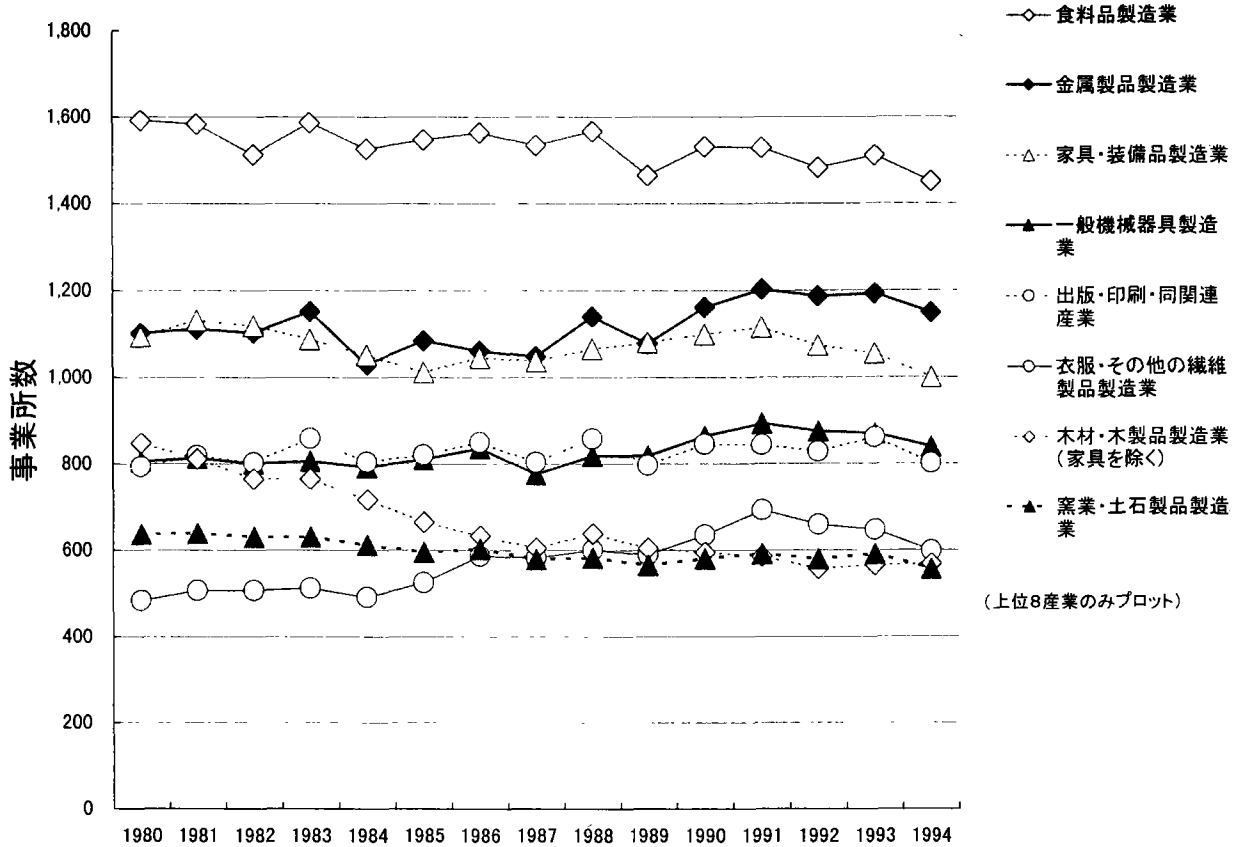 1,800
1,600
1,400
1,200
1,000
800
600
400
200
0
事業所数
1980 1981 1982 1983 1984 1985 1986 1987 1988 1989 1990 1991 1992 1993 1994
食料品製造業
金属製品製造業
家具・装備品製造業
一般機械器具製造
業
出版・印刷・同関連
産業
衣服・その他の繊維
製品製造業
木材・木製品製造業
(家具を除く)
窯業・土石製品製造
業
(上位8産業のみプロット)